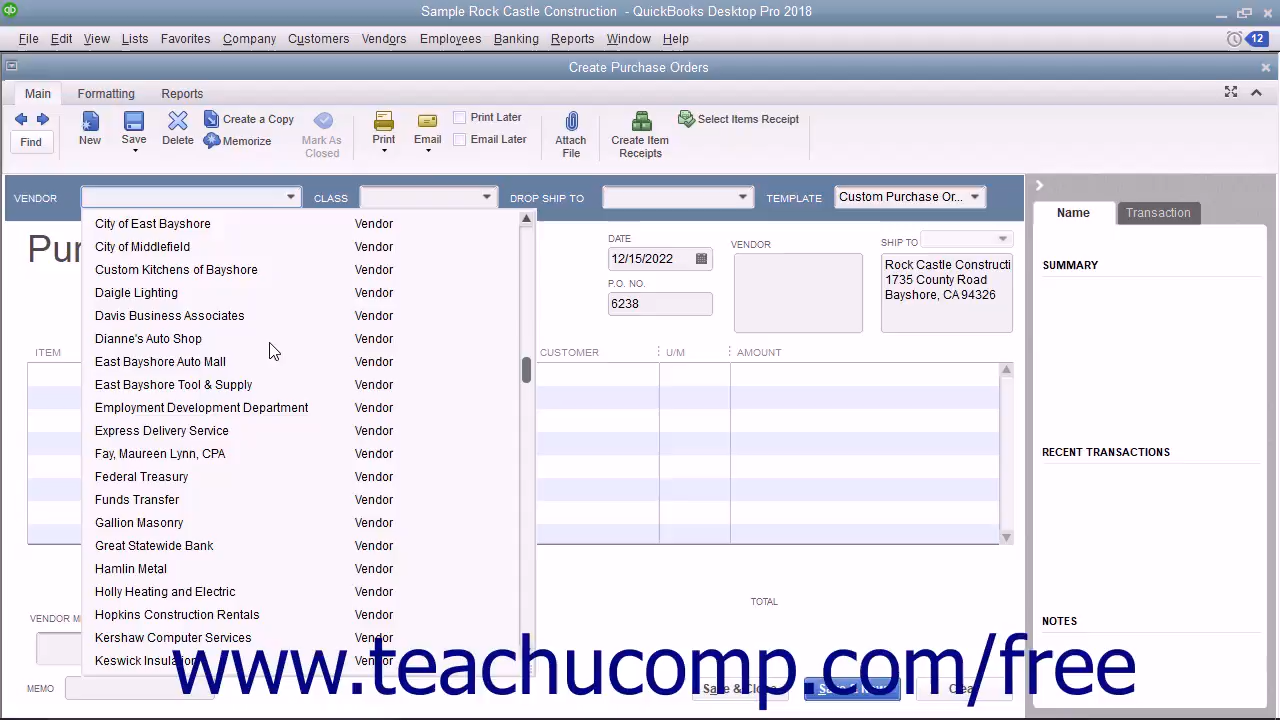 Sample Rock Castle Construction - QuickBooks Desktop Pro 2018
File Edit View Lists Favorites Company Customers Vendors Employees Banking Reports Window Help 12
Create Purchase Orders
Main Formatting Reports
Find
New
Save
Delete
Create a Copy
Memorize
Mark As
Closed
Print
Email
Print Later
Email Later
Attach
File
Create Item
Receipts
Select Items Receipt
VENDOR CLASS DROP SHIP TO TEMPLATE Custom Purchase Or...
City of East Bayshore Vendor
City of Middlefield Vendor
Custom Kitchens of Bayshore Vendor
Daigle Lighting Vendor
Davis Business Associates Vendor
Dianne's Auto Shop Vendor
East Bayshore Auto Mall Vendor
East Bayshore Tool & Supply Vendor
Employment Development Department Vendor
Express Delivery Service Vendor
Fay, Maureen Lynn, CPA Vendor
Federal Treasury Vendor
Funds Transfer Vendor
Gallion Masonry Vendor
Great Statewide Bank Vendor
Hamlin Metal Vendor
Holly Heating and Electric Vendor
Hopkins Construction Rentals Vendor
Kershaw Computer Services Vendor
Keswick Insulation Vendor
Pur
DATE
12/15/2022
P.O. NO.
6238
VENDOR
SHIP TO
Rock Castle Constructi
1735 County Road
Bayshore, CA 94326
ITEM CUSTOMER U/M AMOUNT
TOTAL
VENDOR M
MEMO
Save & Clo
Clea
Name Transaction
SUMMARY
RECENT TRANSACTIONS
NOTES
www.teachucomp.com/free